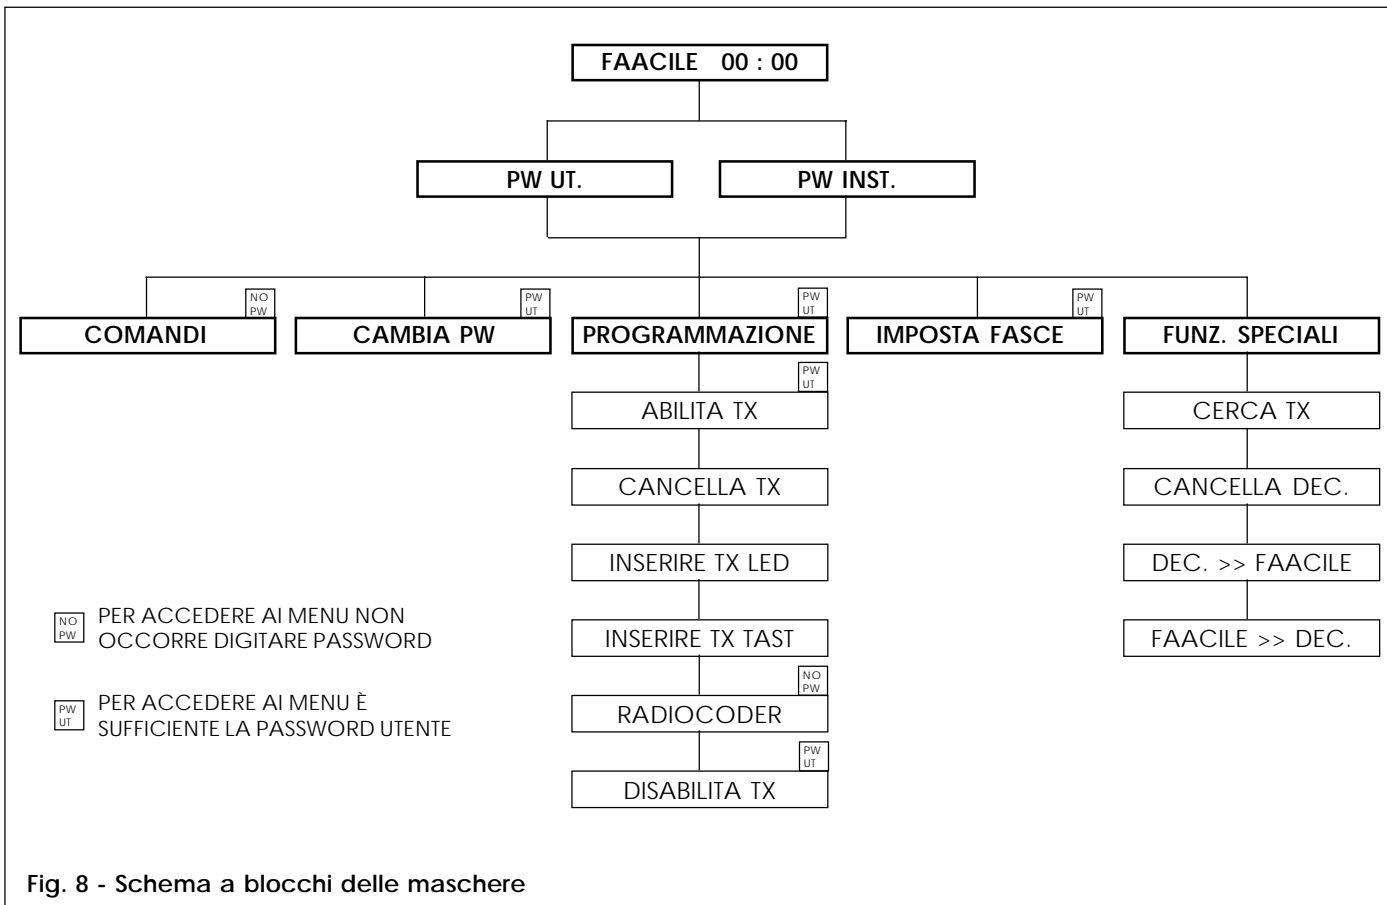 FAACILE 00 : 00
PW UT.
PW INST.
NO
PW
COMANDI
PW
UT
CAMBIA PW
PW
UT
PROGRAMMAZIONE
PW
UT
IMPOSTA FASCE
FUNZ. SPECIALI
PW
UT
ABILITA TX
CANCELLA TX
INSERIRE TX LED
INSERIRE TX TAST
NO
PW
RADIOCODER
PW
UT
DISABILITA TX
CERCA TX
CANCELLA DEC.
DEC. >> FAACILE
FAACILE >> DEC.
NO
PW
PER ACCEDERE AI MENU NON
OCCORRE DIGITARE PASSWORD
PW
UT
PER ACCEDERE AI MENU È
SUFFICIENTE LA PASSWORD UTENTE
Fig. 8 - Schema a blocchi delle maschere